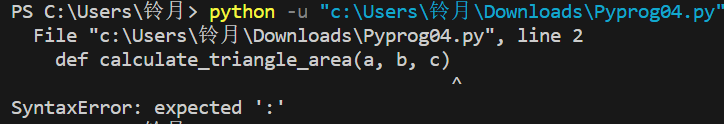 PS C:\Users\铃月> python -u "c:\Users\铃月\Downloads\Pyprog04.py"
  File "c:\Users\铃月\Downloads\Pyprog04.py", line 2
    def calculate_triangle_area(a, b, c)
                                        ^
SyntaxError: expected ':'